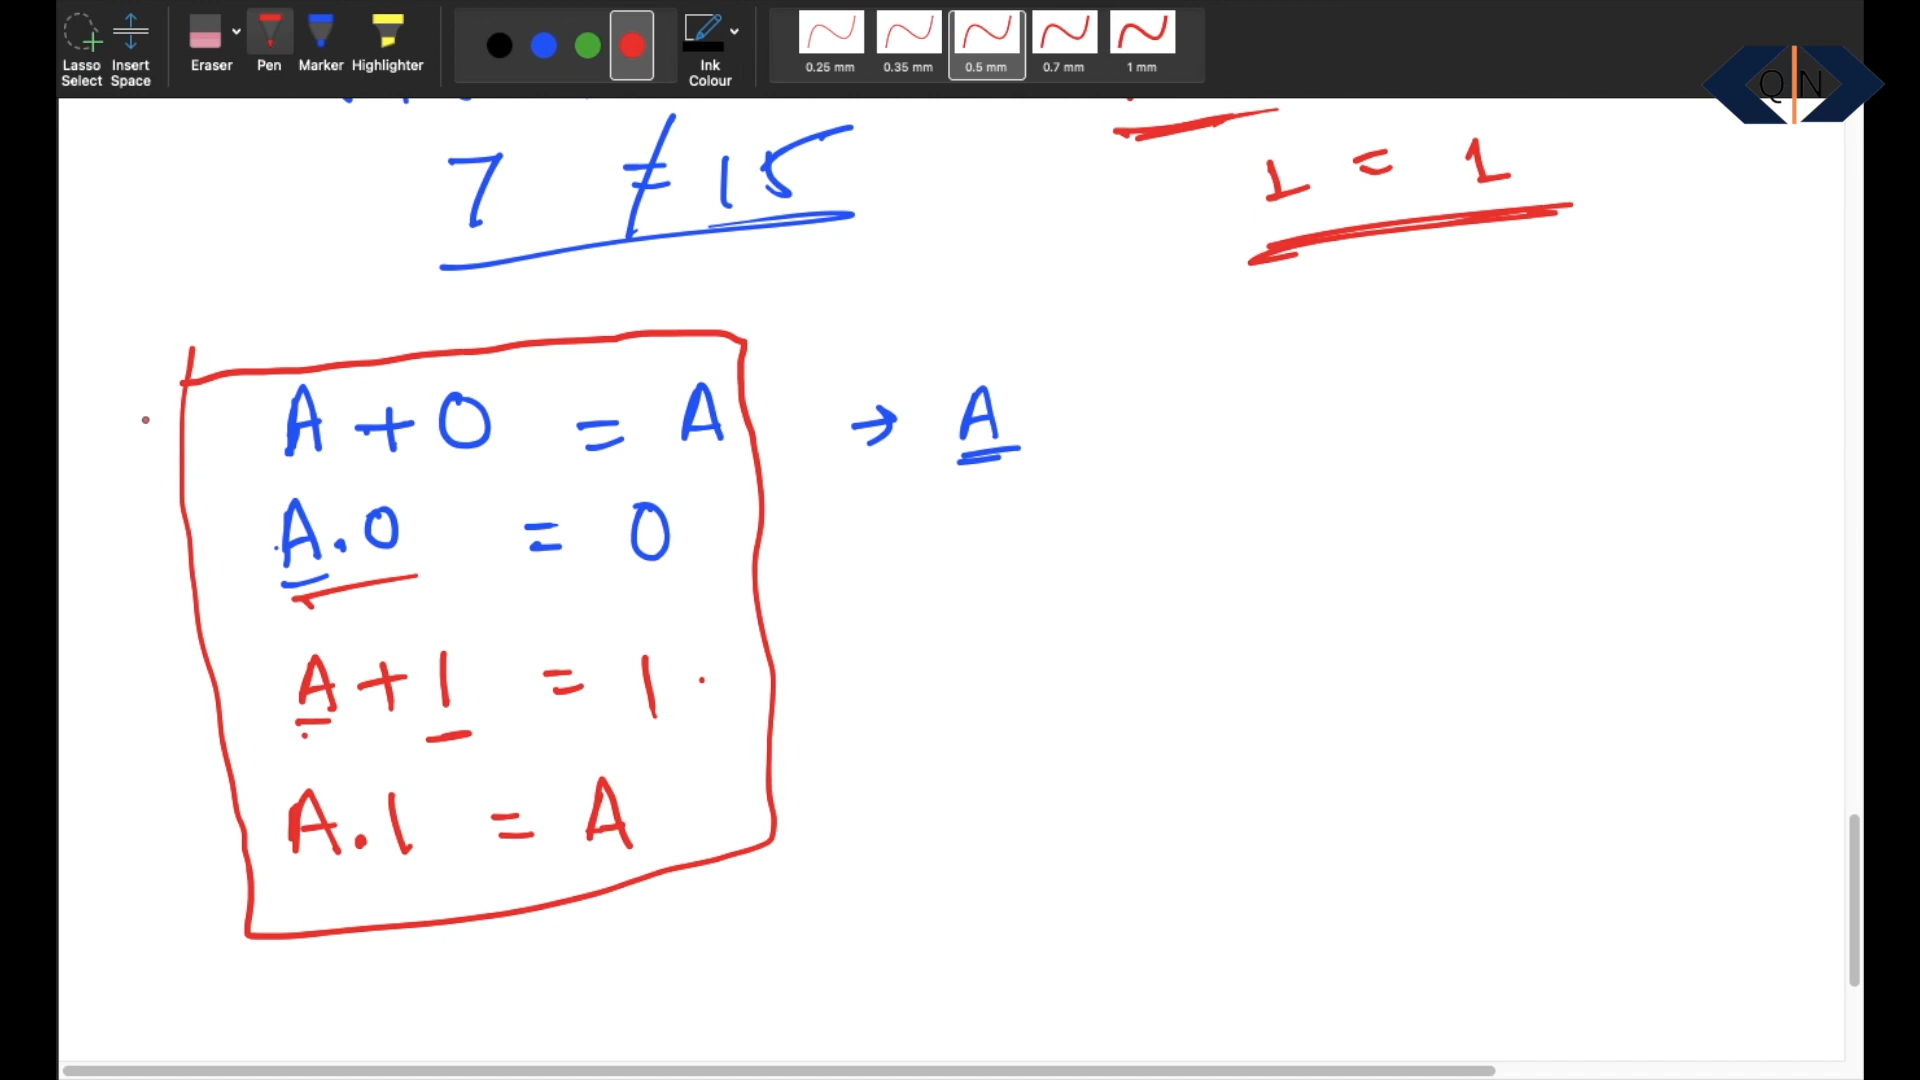 Lasso Select
Insert Space
Eraser
Pen
Marker
Highlighter
Ink Colour
0.25 mm
0.35 mm
0.5 mm
0.7 mm
1 mm
Q N
7 ≠ 15
1 = 1
A + 0 = A → A
A . 0 = 0
A + 1 = 1
A . 1 = A